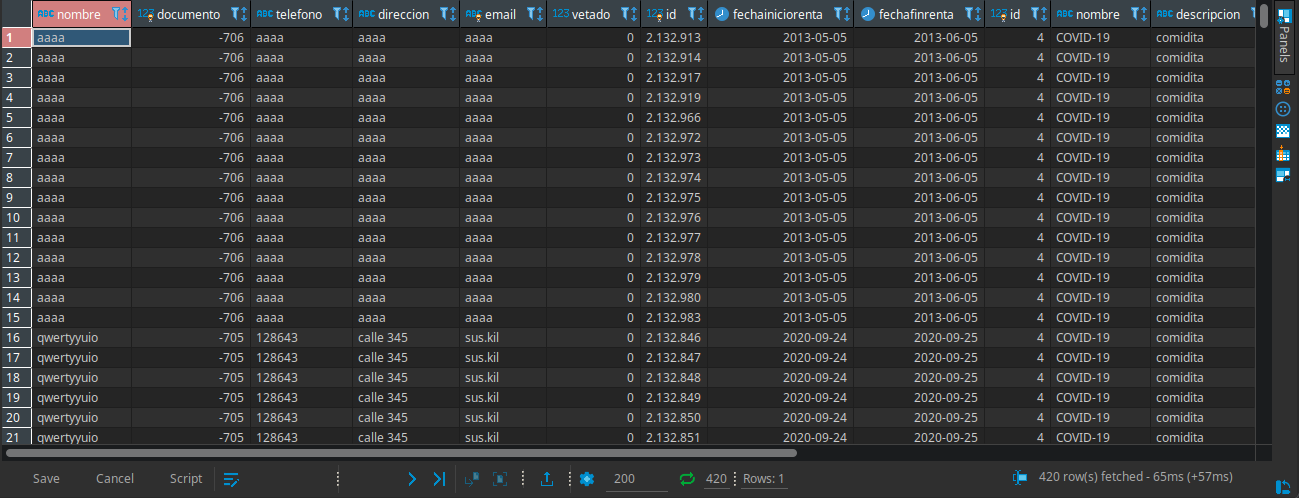 ABC nombre 123 documento ABC telefono ABC direccion ABC email 123 vetado 123 id fechainiciorenta fechafinrenta 123 id ABC nombre ABC descripcion
1 aaaa -706 aaaa aaaa aaaa 0 2.132.913 2013-05-05 2013-06-05 4 COVID-19 comidita
2 aaaa -706 aaaa aaaa aaaa 0 2.132.914 2013-05-05 2013-06-05 4 COVID-19 comidita
3 aaaa -706 aaaa aaaa aaaa 0 2.132.917 2013-05-05 2013-06-05 4 COVID-19 comidita
4 aaaa -706 aaaa aaaa aaaa 0 2.132.919 2013-05-05 2013-06-05 4 COVID-19 comidita
5 aaaa -706 aaaa aaaa aaaa 0 2.132.966 2013-05-05 2013-06-05 4 COVID-19 comidita
6 aaaa -706 aaaa aaaa aaaa 0 2.132.972 2013-05-05 2013-06-05 4 COVID-19 comidita
7 aaaa -706 aaaa aaaa aaaa 0 2.132.973 2013-05-05 2013-06-05 4 COVID-19 comidita
8 aaaa -706 aaaa aaaa aaaa 0 2.132.974 2013-05-05 2013-06-05 4 COVID-19 comidita
9 aaaa -706 aaaa aaaa aaaa 0 2.132.975 2013-05-05 2013-06-05 4 COVID-19 comidita
10 aaaa -706 aaaa aaaa aaaa 0 2.132.976 2013-05-05 2013-06-05 4 COVID-19 comidita
11 aaaa -706 aaaa aaaa aaaa 0 2.132.977 2013-05-05 2013-06-05 4 COVID-19 comidita
12 aaaa -706 aaaa aaaa aaaa 0 2.132.978 2013-05-05 2013-06-05 4 COVID-19 comidita
13 aaaa -706 aaaa aaaa aaaa 0 2.132.979 2013-05-05 2013-06-05 4 COVID-19 comidita
14 aaaa -706 aaaa aaaa aaaa 0 2.132.980 2013-05-05 2013-06-05 4 COVID-19 comidita
15 aaaa -706 aaaa aaaa aaaa 0 2.132.983 2013-05-05 2013-06-05 4 COVID-19 comidita
16 qwertyyuio -705 128643 calle 345 sus.kil 0 2.132.846 2020-09-24 2020-09-25 4 COVID-19 comidita
17 qwertyyuio -705 128643 calle 345 sus.kil 0 2.132.847 2020-09-24 2020-09-25 4 COVID-19 comidita
18 qwertyyuio -705 128643 calle 345 sus.kil 0 2.132.848 2020-09-24 2020-09-25 4 COVID-19 comidita
19 qwertyyuio -705 128643 calle 345 sus.kil 0 2.132.849 2020-09-24 2020-09-25 4 COVID-19 comidita
20 qwertyyuio -705 128643 calle 345 sus.kil 0 2.132.850 2020-09-24 2020-09-25 4 COVID-19 comidita
21 qwertyyuio -705 128643 calle 345 sus.kil 0 2.132.851 2020-09-24 2020-09-25 4 COVID-19 comidita
Panels
Save Cancel Script 200 420 Rows: 1 420 row(s) fetched - 65ms (+57ms)